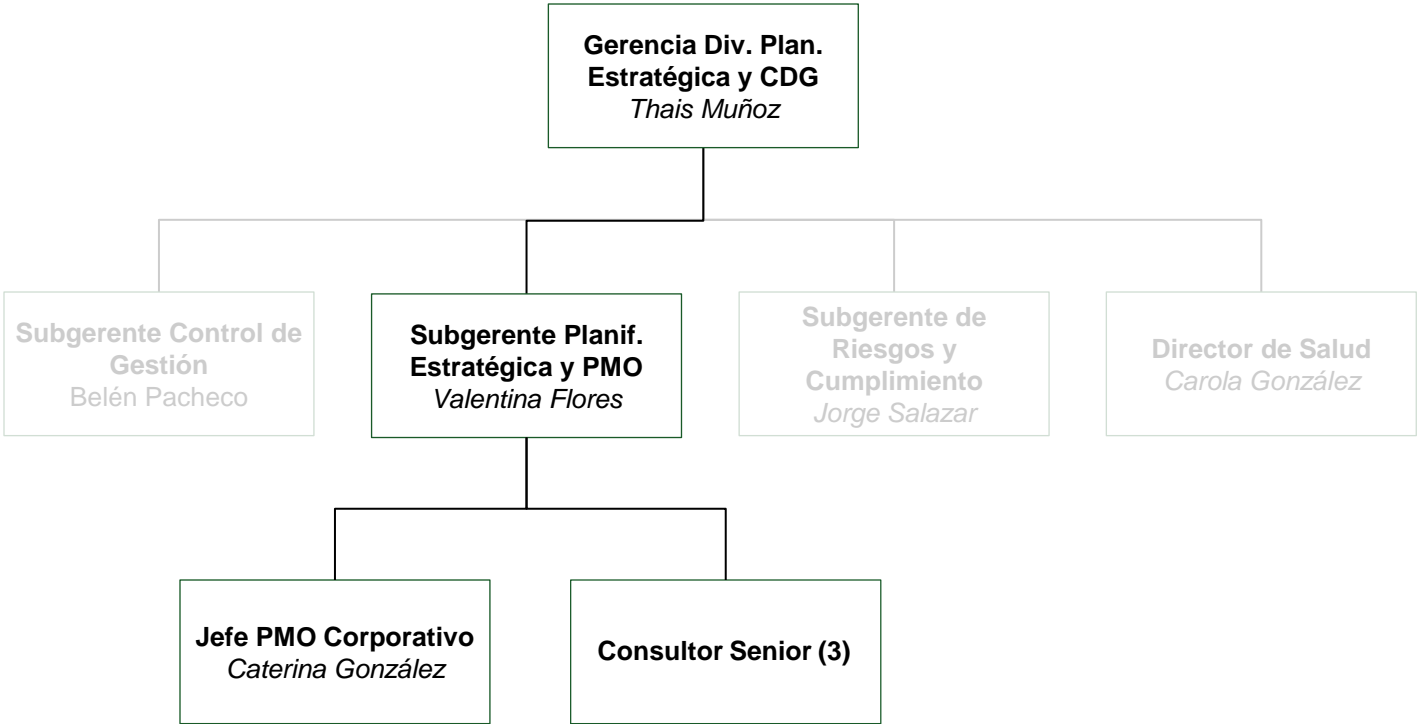 Gerencia Div. Plan.
Estratégica y CDG
Thais Muñoz
Subgerente Control de
Gestión
Belén Pacheco
Subgerente Planif.
Estratégica y PMO
Valentina Flores
Subgerente de
Riesgos y
Cumplimiento
Jorge Salazar
Director de Salud
Carola González
Jefe PMO Corporativo
Caterina González
Consultor Senior (3)